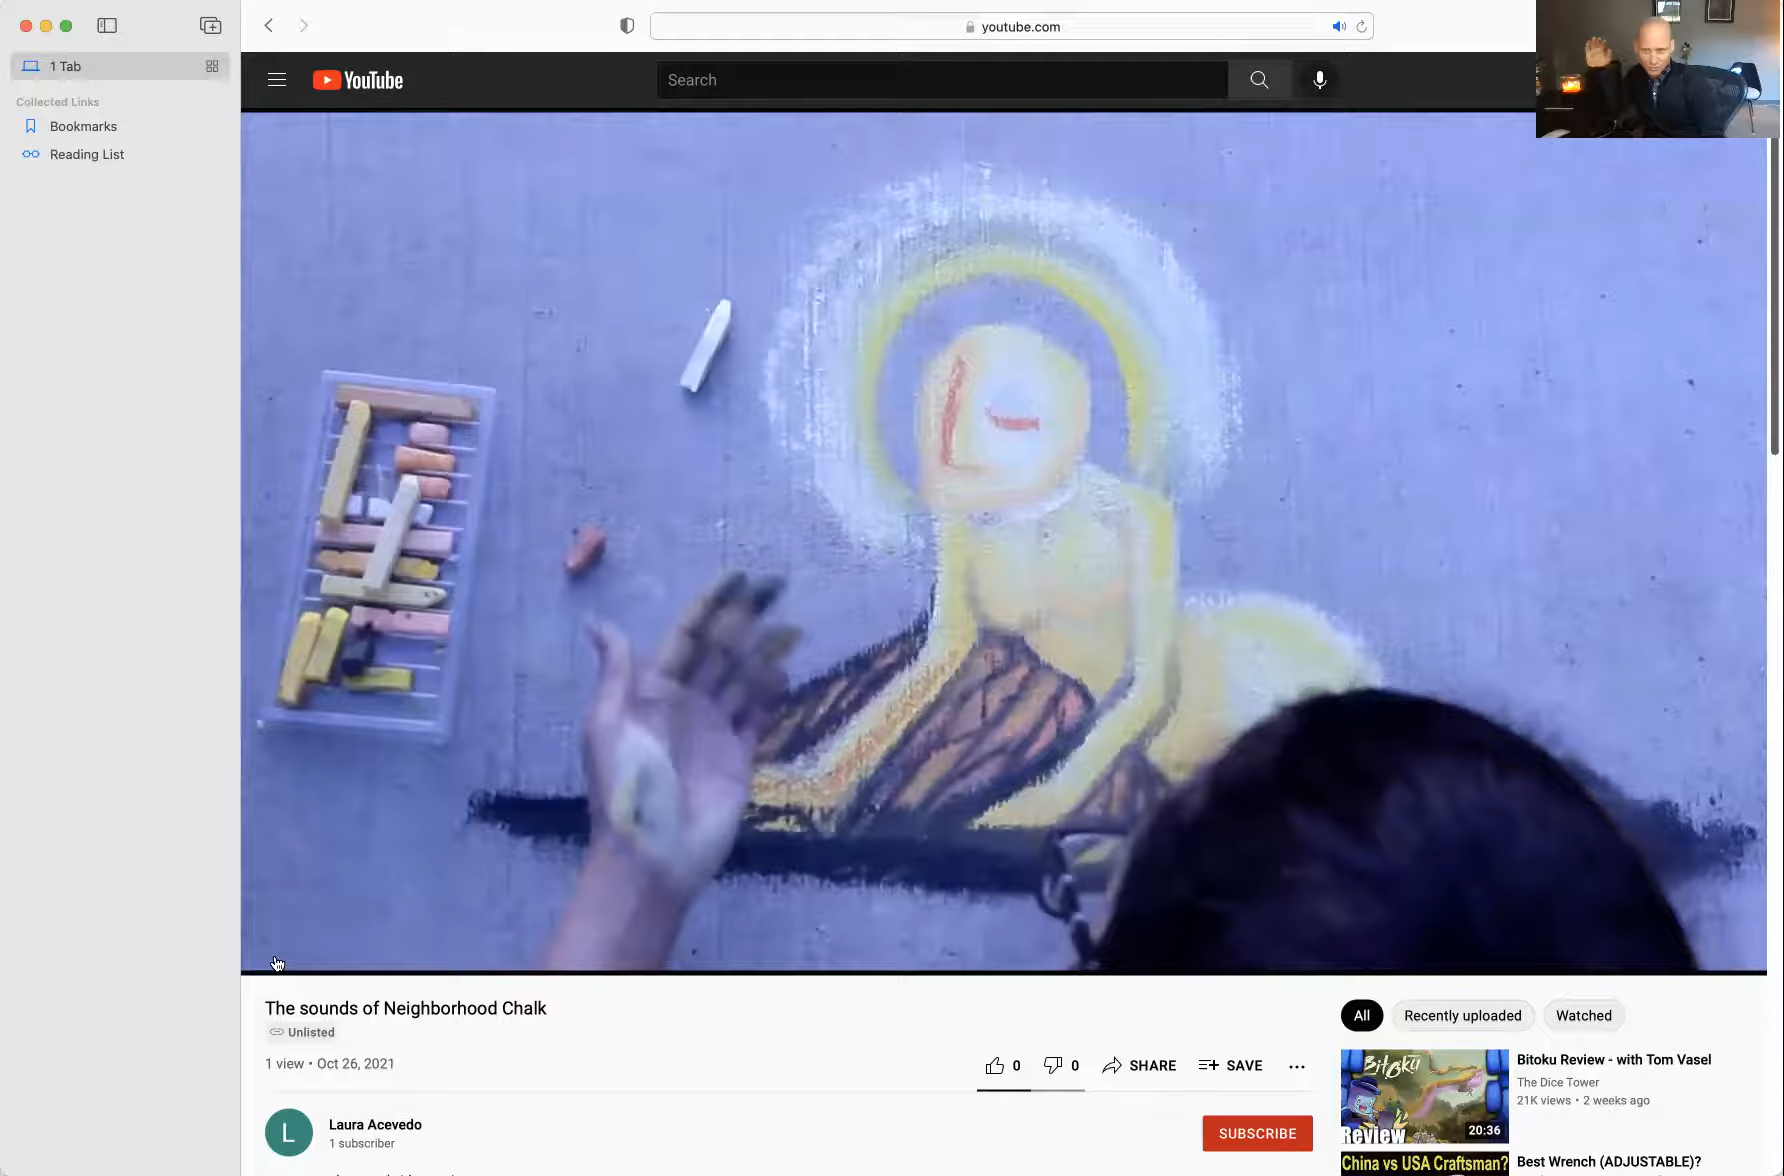 1 Tab
youtube.com
Collected Links
Bookmarks
Reading List
YouTube
Search
The sounds of Neighborhood Chalk
Unlisted
1 view • Oct 26, 2021
0
0
SHARE
SAVE
L
Laura Acevedo
1 subscriber
SUBSCRIBE
All
Recently uploaded
Watched
Bitoku
Review
20:36
Bitoku Review - with Tom Vasel
The Dice Tower
21K views • 2 weeks ago
China vs USA Craftsman?
Best Wrench (ADJUSTABLE)?